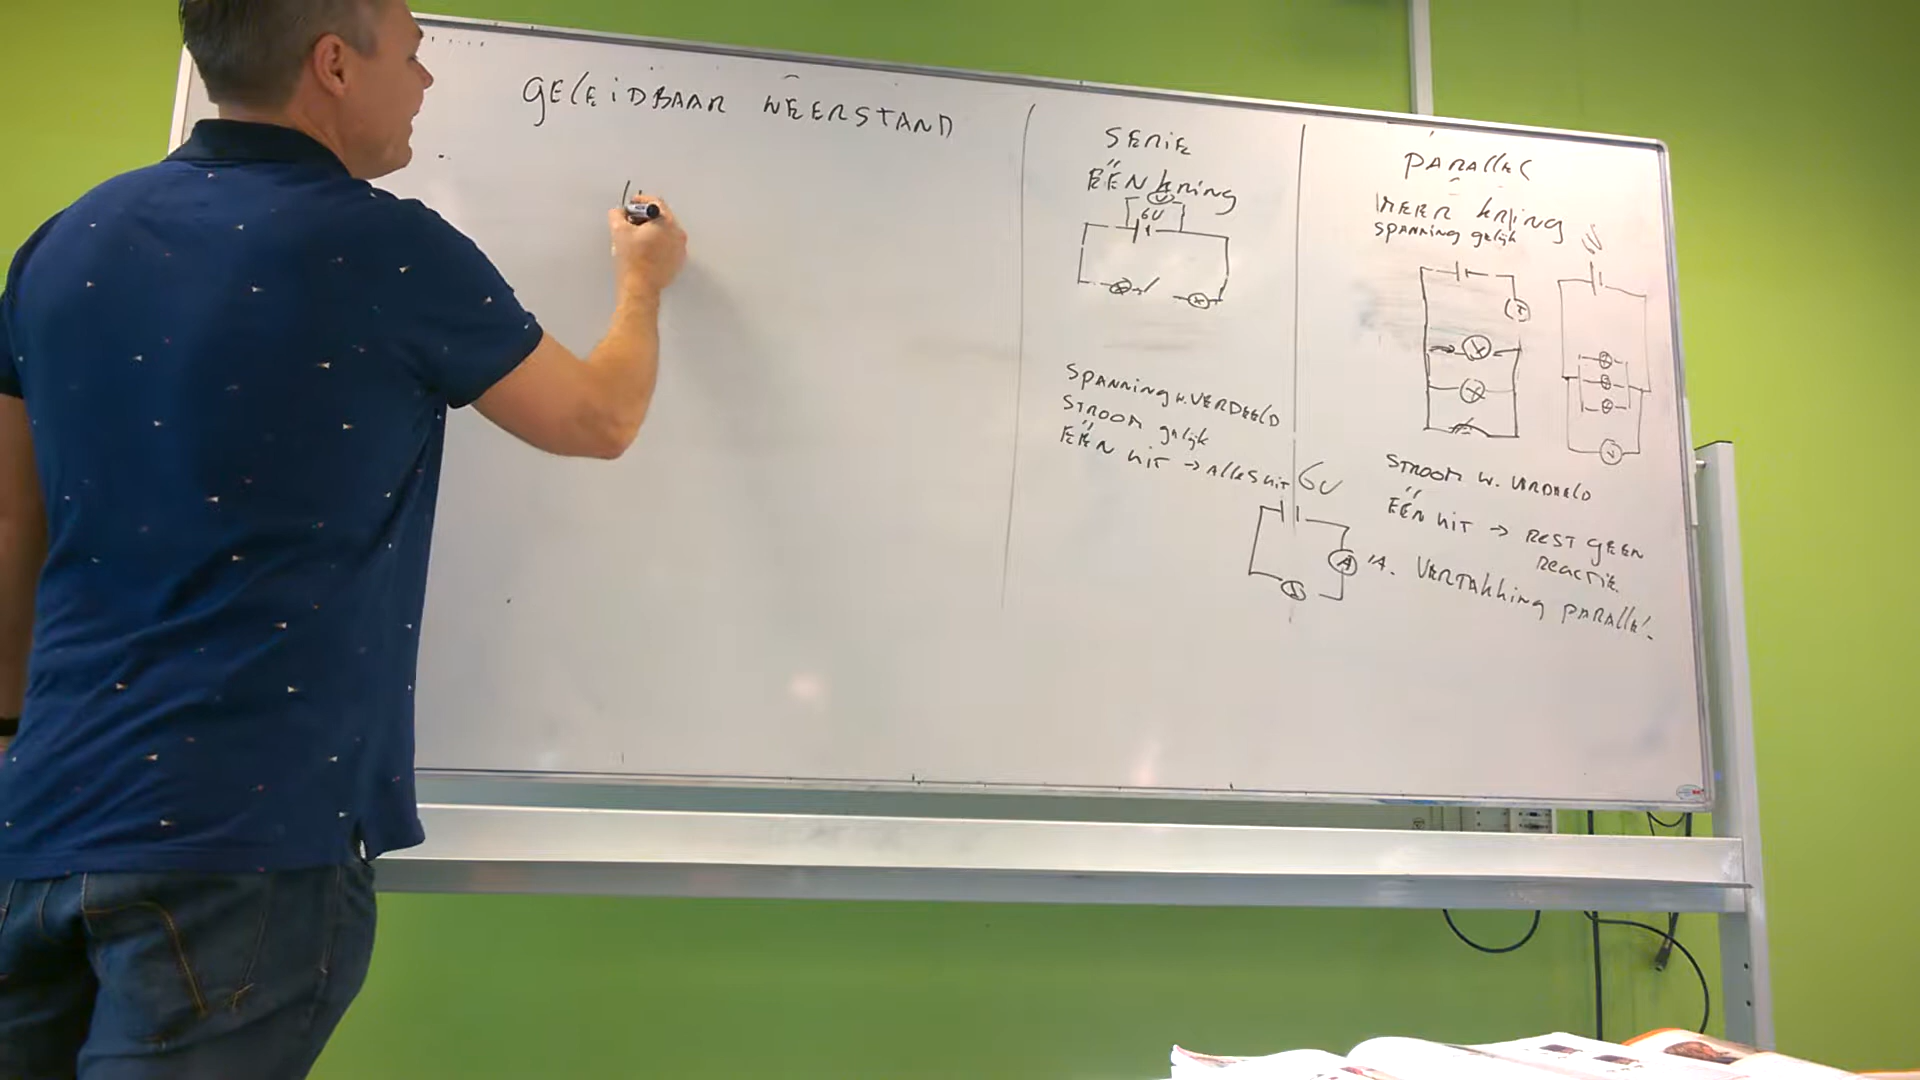 GELEIDBAAR WEERSTAND
SERIE
ÉÉN kring
V
6V
SPANNING w. VERDEELD
STROOM gelijk
ÉÉN uit → Alles uit
6V
A
1A.
PARALLEL
MEER kring
SPANNING gelijk
V
STROOM w. VERDEELD
ÉÉN uit → REST GEEN
REACTIE.
VERTAKKING PARALLEL.